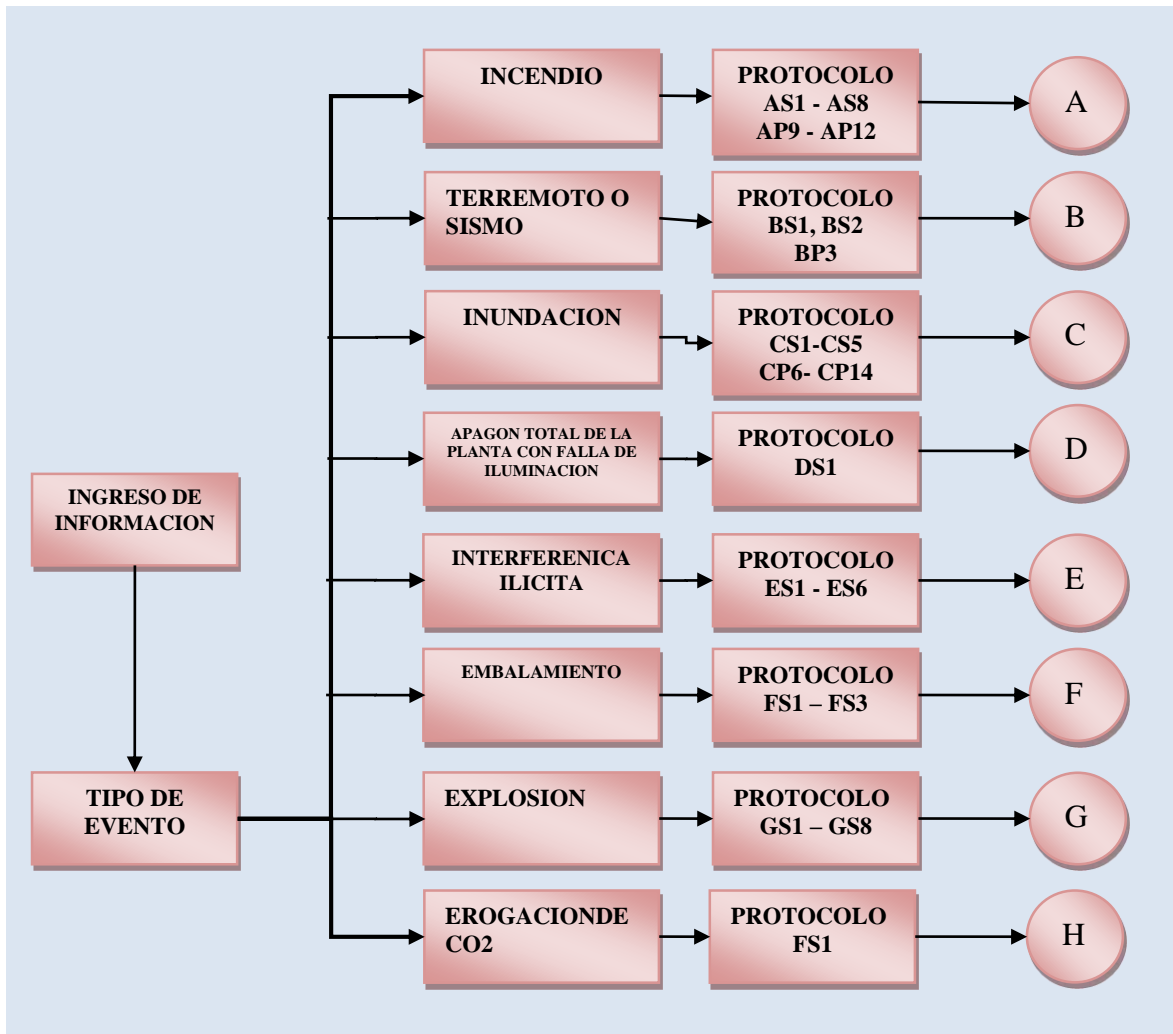 INCENDIO
PROTOCOLO
AS1 - AS8
AP9 - AP12
A
TERREMOTO O
SISMO
PROTOCOLO
BS1, BS2
BP3
B
INUNDACION
PROTOCOLO
CS1-CS5
CP6- CP14
C
APAGON TOTAL DE LA
PLANTA CON FALLA DE
ILUMINACION
PROTOCOLO
DS1
D
INGRESO DE
INFORMACION
INTERFERENICA
ILICITA
PROTOCOLO
ES1 - ES6
E
EMBALAMIENTO
PROTOCOLO
FS1 – FS3
F
TIPO DE
EVENTO
EXPLOSION
PROTOCOLO
GS1 – GS8
G
EROGACIONDE
CO2
PROTOCOLO
FS1
H